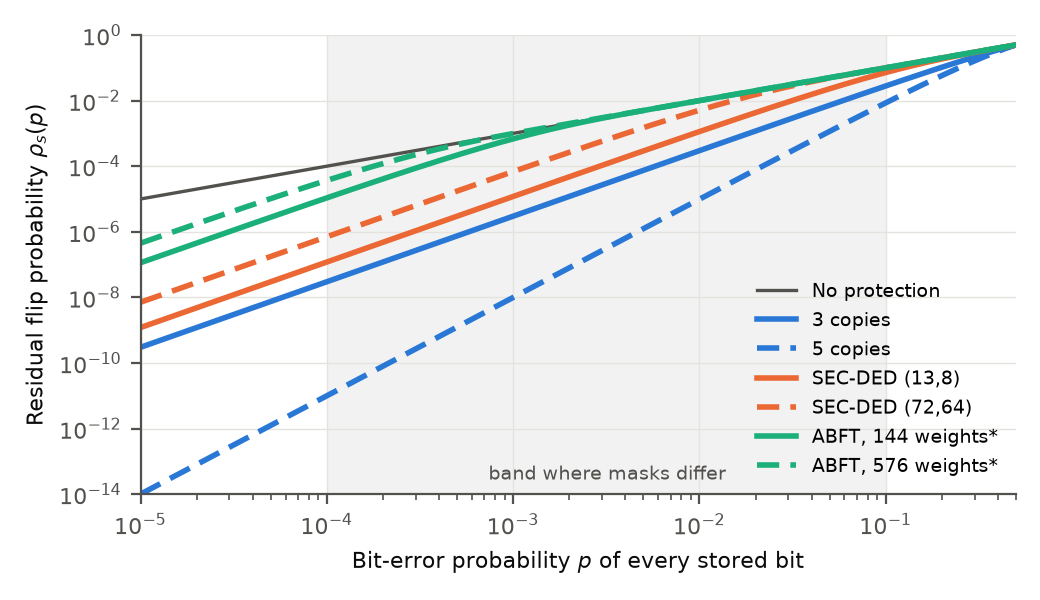 Residual flip probability ρₛ(p)
10⁰
10⁻²
10⁻⁴
10⁻⁶
10⁻⁸
10⁻¹⁰
10⁻¹²
10⁻¹⁴
No protection
3 copies
5 copies
SEC-DED (13,8)
SEC-DED (72,64)
ABFT, 144 weights*
ABFT, 576 weights*
band where masks differ
10⁻⁵ 10⁻⁴ 10⁻³ 10⁻² 10⁻¹
Bit-error probability p of every stored bit